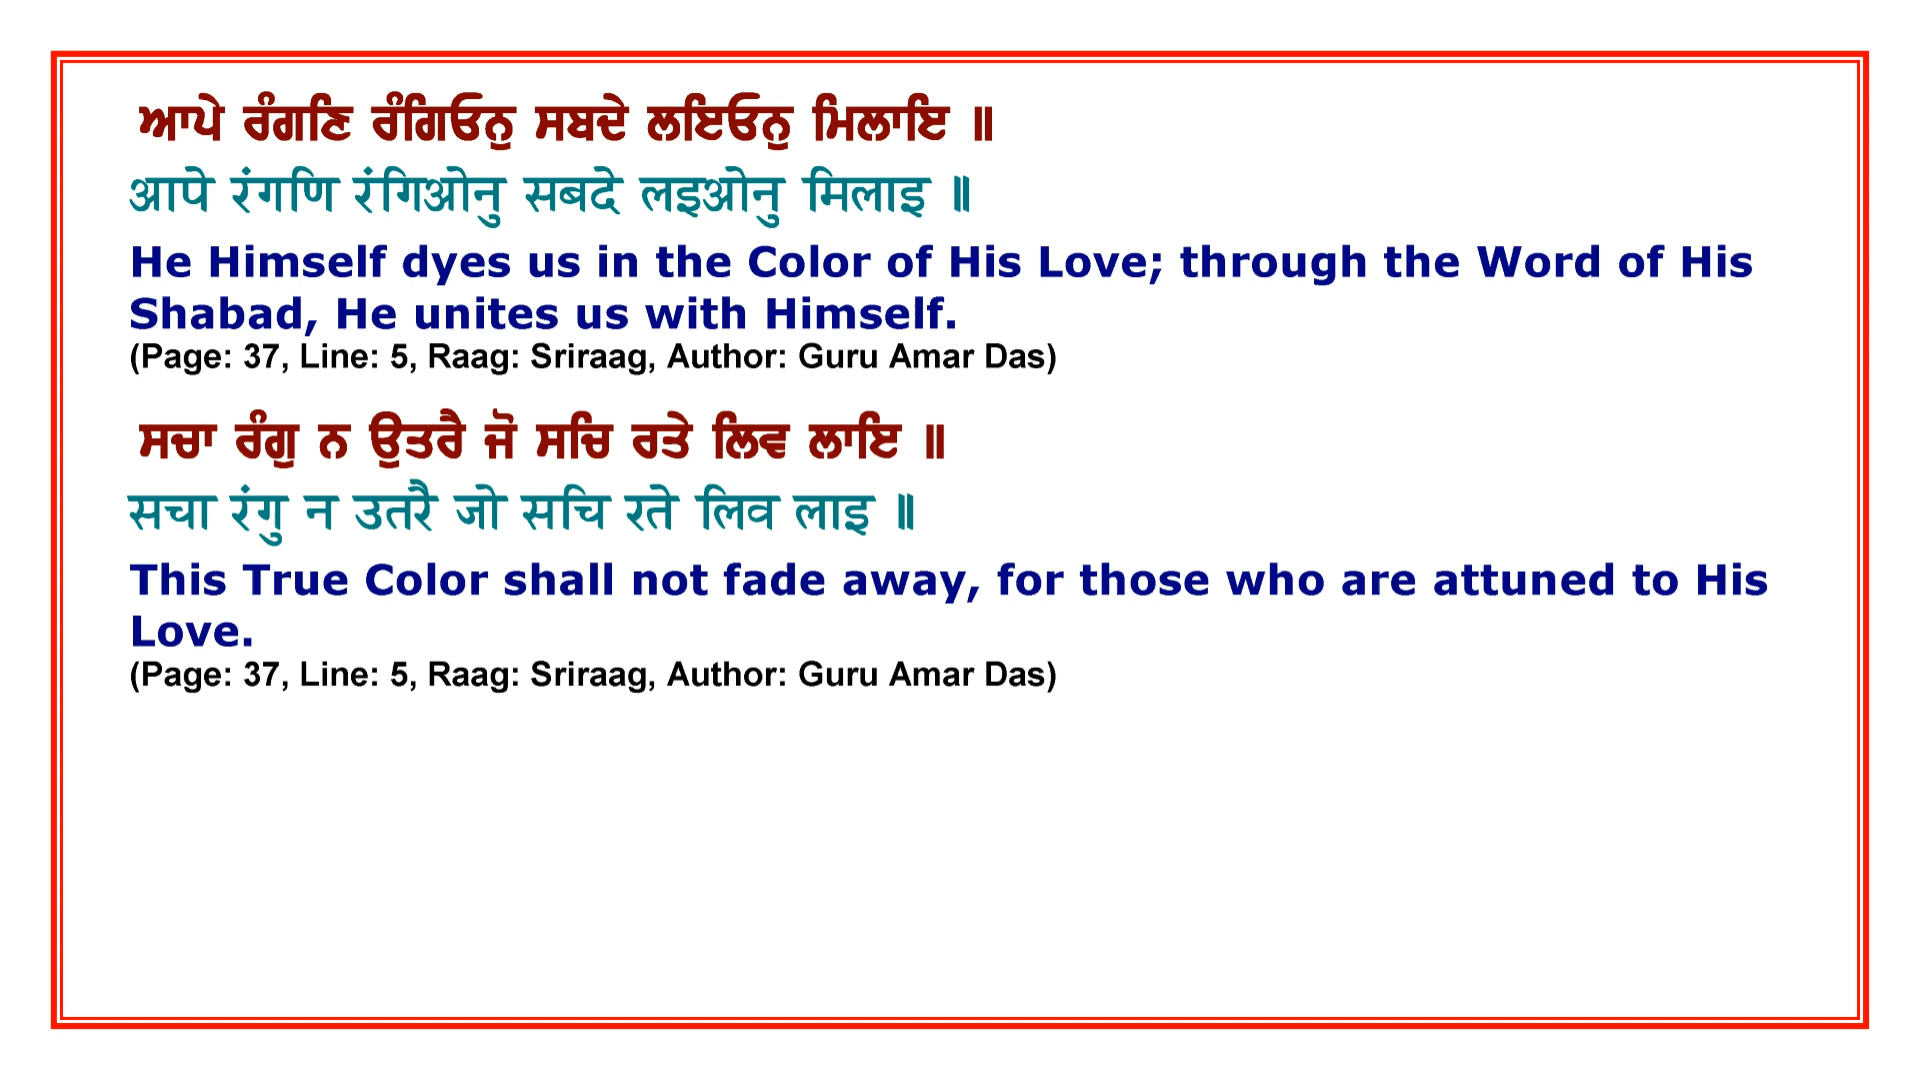 ਆਪੇ ਰੰਗਣਿ ਰੰਗਿਓਨੁ ਸਬਦੇ ਲਇਓਨੁ ਮਿਲਾਇ ॥
आपे रंगणि रंगिओनु सबदे लइओनु मिलाइ ॥
He Himself dyes us in the Color of His Love; through the Word of His
Shabad, He unites us with Himself.
(Page: 37, Line: 5, Raag: Sriraag, Author: Guru Amar Das)
ਸਚਾ ਰੰਗੁ ਨ ਉਤਰੈ ਜੋ ਸਚਿ ਰਤੇ ਲਿਵ ਲਾਇ ॥
सचा रंगु न उतरै जो सचि रते लिव लाइ ॥
This True Color shall not fade away, for those who are attuned to His
Love.
(Page: 37, Line: 5, Raag: Sriraag, Author: Guru Amar Das)